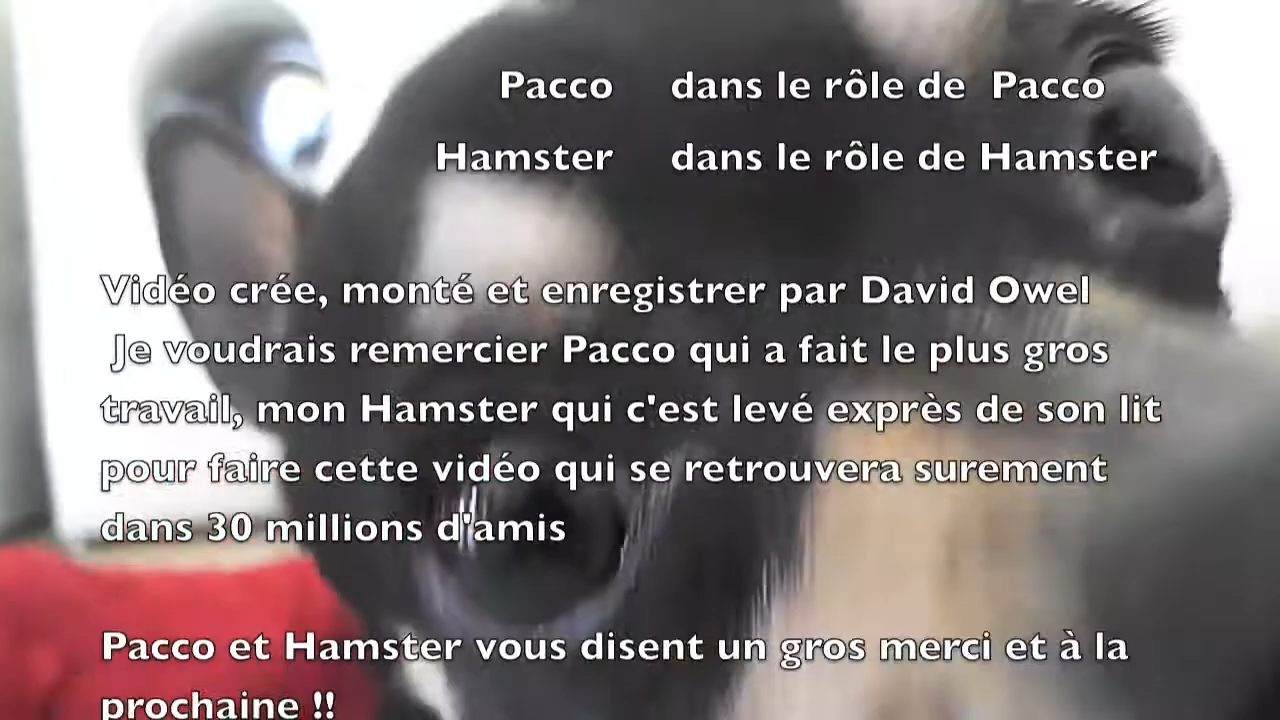 Pacco dans le rôle de Pacco
Hamster dans le rôle de Hamster
Vidéo crée, monté et enregistrer par David Owel
Je voudrais remercier Pacco qui a fait le plus gros
travail, mon Hamster qui c'est levé exprès de son lit
pour faire cette vidéo qui se retrouvera surement
dans 30 millions d'amis
Pacco et Hamster vous disent un gros merci et à la
prochaine !!